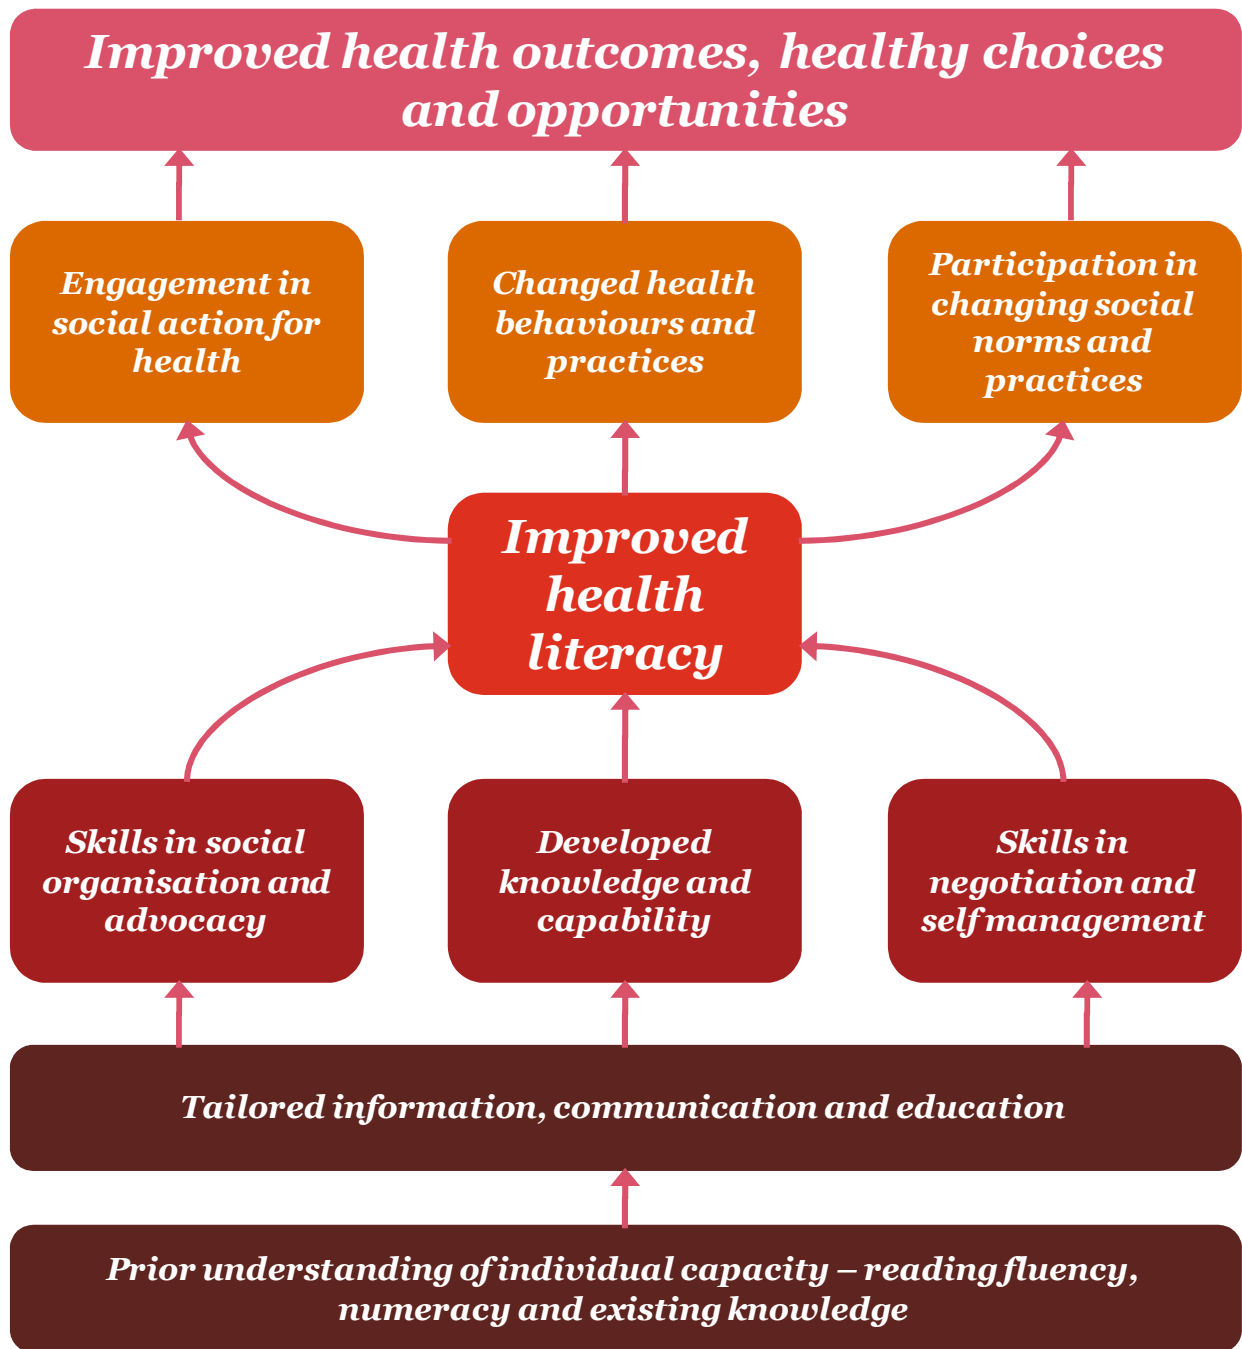 Improved health outcomes, healthy choices
and opportunities
Engagement in
social action for
health
Changed health
behaviours and
practices
Participation in
changing social
norms and
practices
Improved
health
literacy
Skills in social
organisation and
advocacy
Developed
knowledge and
capability
Skills in
negotiation and
self management
Tailored information, communication and education
Prior understanding of individual capacity – reading fluency,
numeracy and existing knowledge